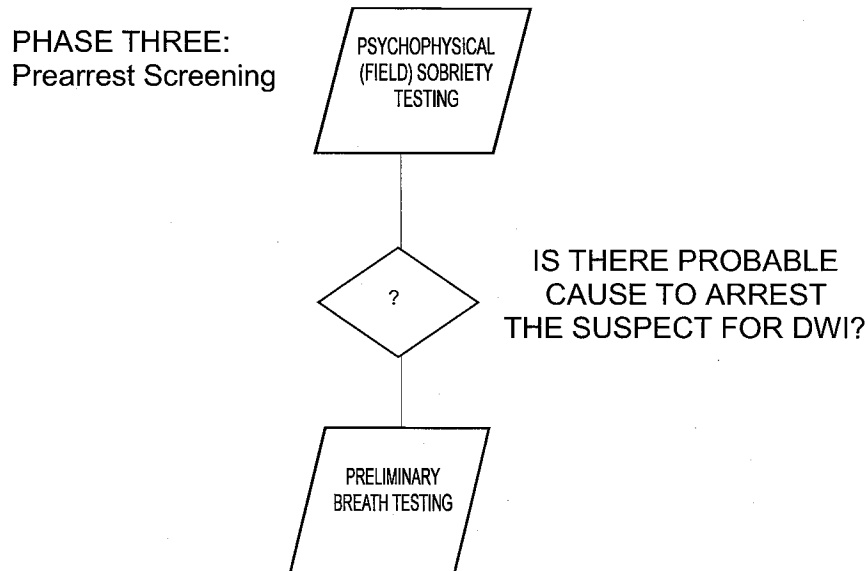 PHASE THREE:
Prearrest Screening
PSYCHOPHYSICAL
(FIELD) SOBRIETY
TESTING
?
IS THERE PROBABLE
CAUSE TO ARREST
THE SUSPECT FOR DWI?
PRELIMINARY
BREATH TESTING